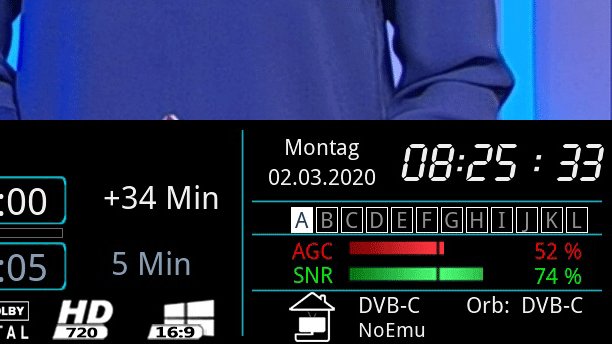 Montag
02.03.2020
08:25:33
:00
+34 Min
A B C D E F G H I J K L
AGC 52 %
SNR 74 %
:05
5 Min
DVB-C Orb: DVB-C
NoEmu
HD
720
16:9
OLBY
TAL